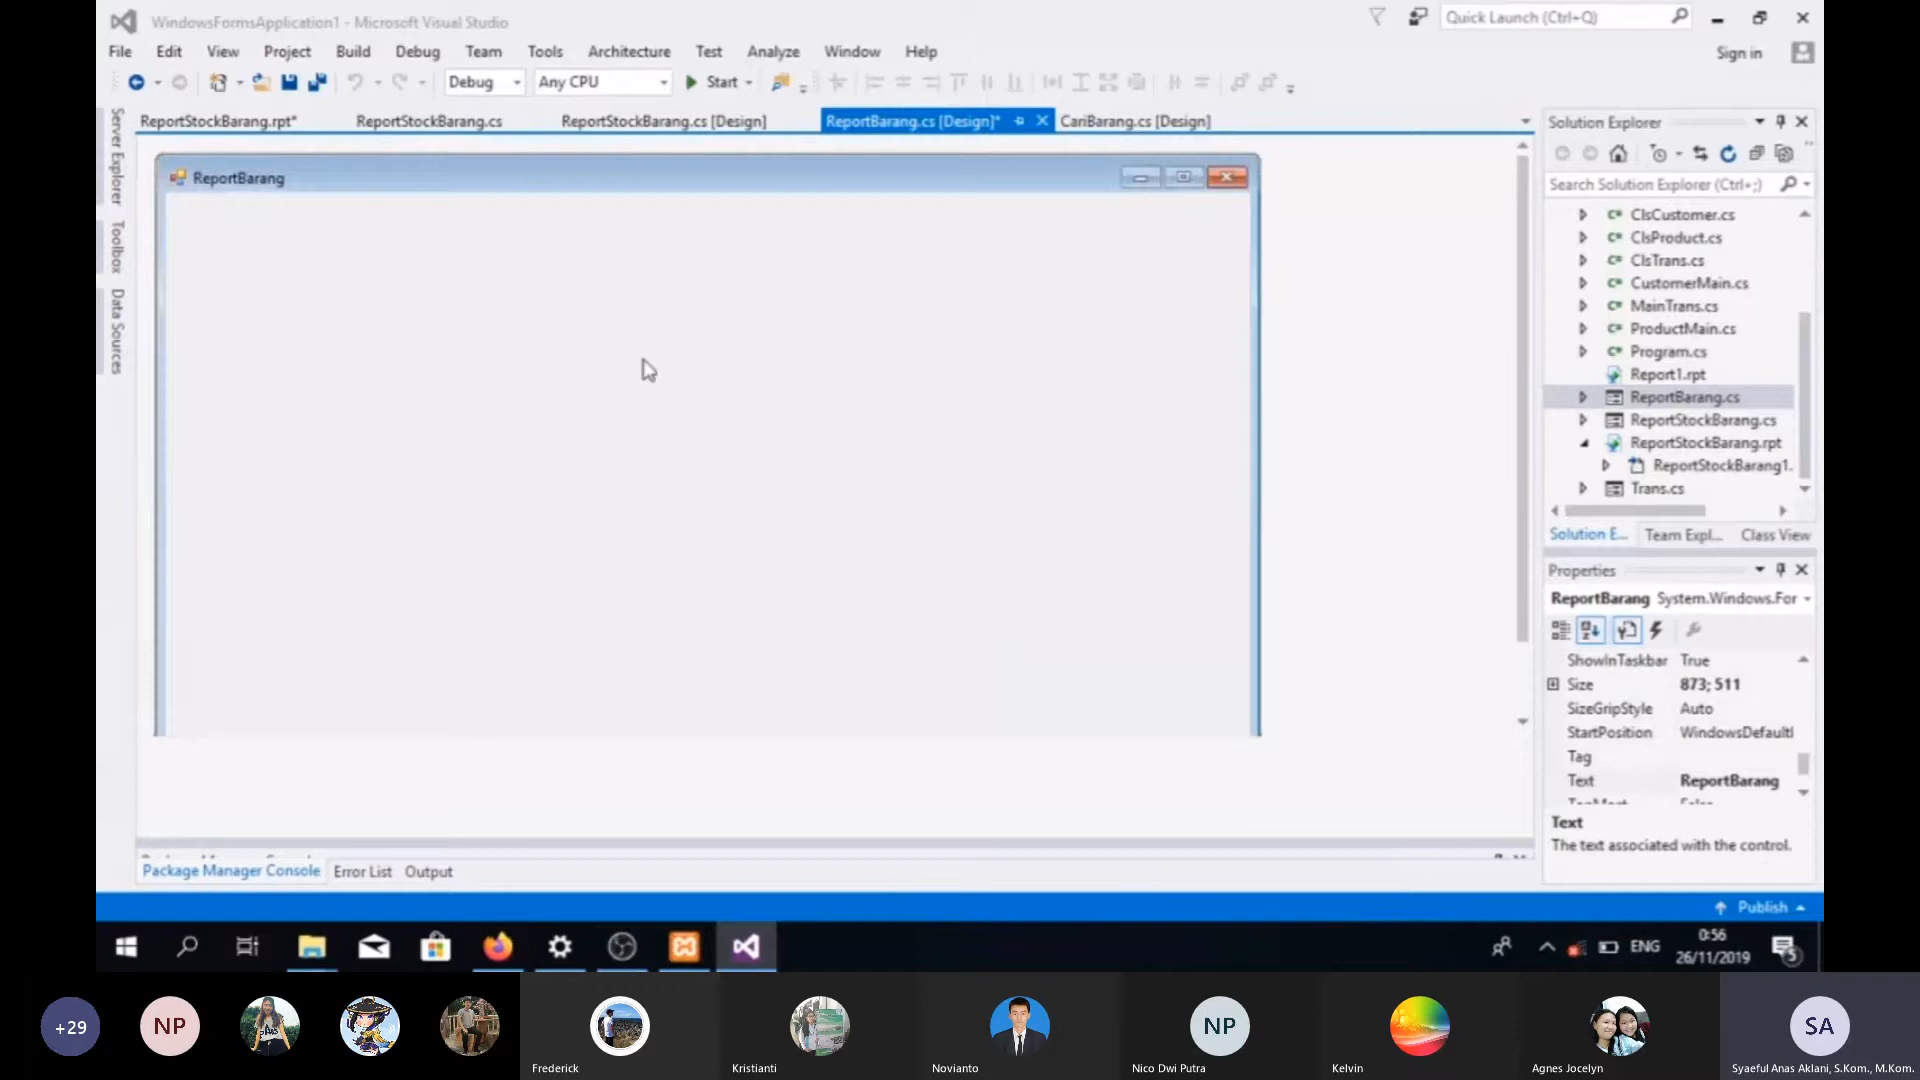 WindowsFormsApplication1 - Microsoft Visual Studio
Quick Launch (Ctrl+Q)
File Edit View Project Build Debug Team Tools Architecture Test Analyze Window Help
Sign in
Debug Any CPU Start
Server Explorer
Toolbox
Data Sources
ReportStockBarang.rpt* ReportStockBarang.cs ReportStockBarang.cs [Design] ReportBarang.cs [Design]* CariBarang.cs [Design]
ReportBarang
Solution Explorer
Search Solution Explorer (Ctrl+;)
ClsCustomer.cs
ClsProduct.cs
ClsTrans.cs
CustomerMain.cs
MainTrans.cs
ProductMain.cs
Program.cs
Report1.rpt
ReportBarang.cs
ReportStockBarang.cs
ReportStockBarang.rpt
ReportStockBarang1.
Trans.cs
Solution E... Team Expl... Class View
Properties
ReportBarang System.Windows.For
ShowInTaskbar True
Size 873; 511
SizeGripStyle Auto
StartPosition WindowsDefaultl
Tag
Text ReportBarang
Text
The text associated with the control.
Package Manager Console Error List Output
Publish
ENG
0:56
26/11/2019
5
+29
NP
NP
SA
Frederick
Kristianti
Novianto
Nico Dwi Putra
Kelvin
Agnes Jocelyn
Syaeful Anas Aklani, S.Kom., M.Kom.